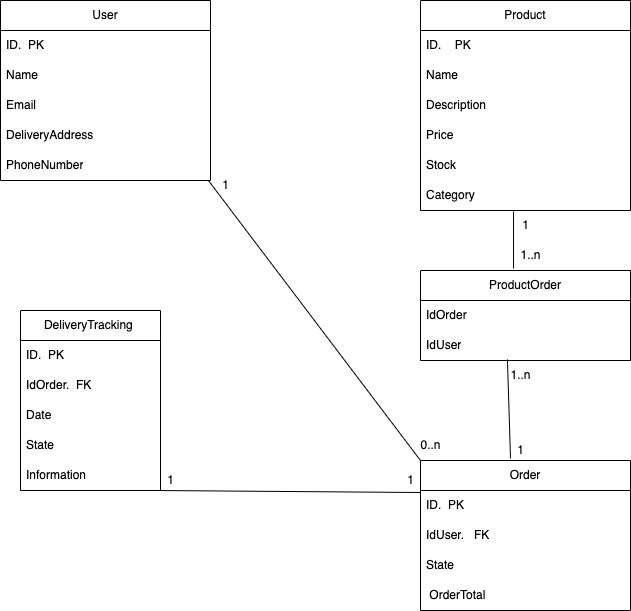 User
ID. PK
Name
Email
DeliveryAddress
PhoneNumber
1
Product
ID. PK
Name
Description
Price
Stock
Category
1
1..n
ProductOrder
IdOrder
IdUser
1..n
1
DeliveryTracking
ID. PK
IdOrder. FK
Date
State
Information
1
1
0..n
Order
ID. PK
IdUser. FK
State
OrderTotal